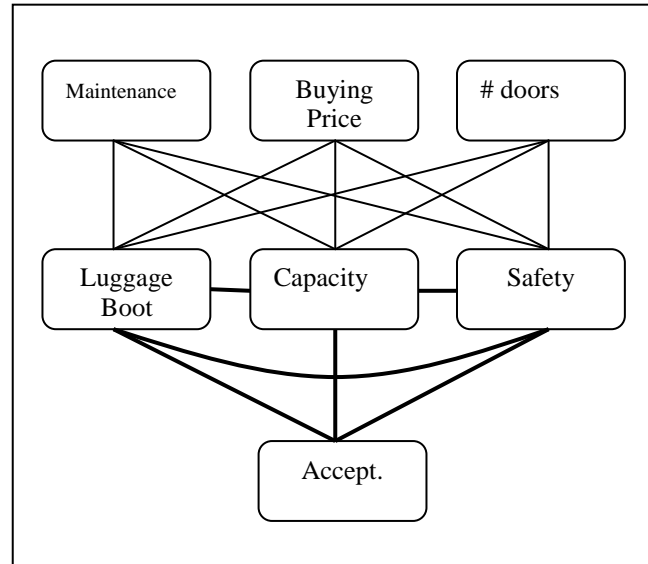 Maintenance
Buying
Price
# doors
Luggage
Boot
Capacity
Safety
Accept.